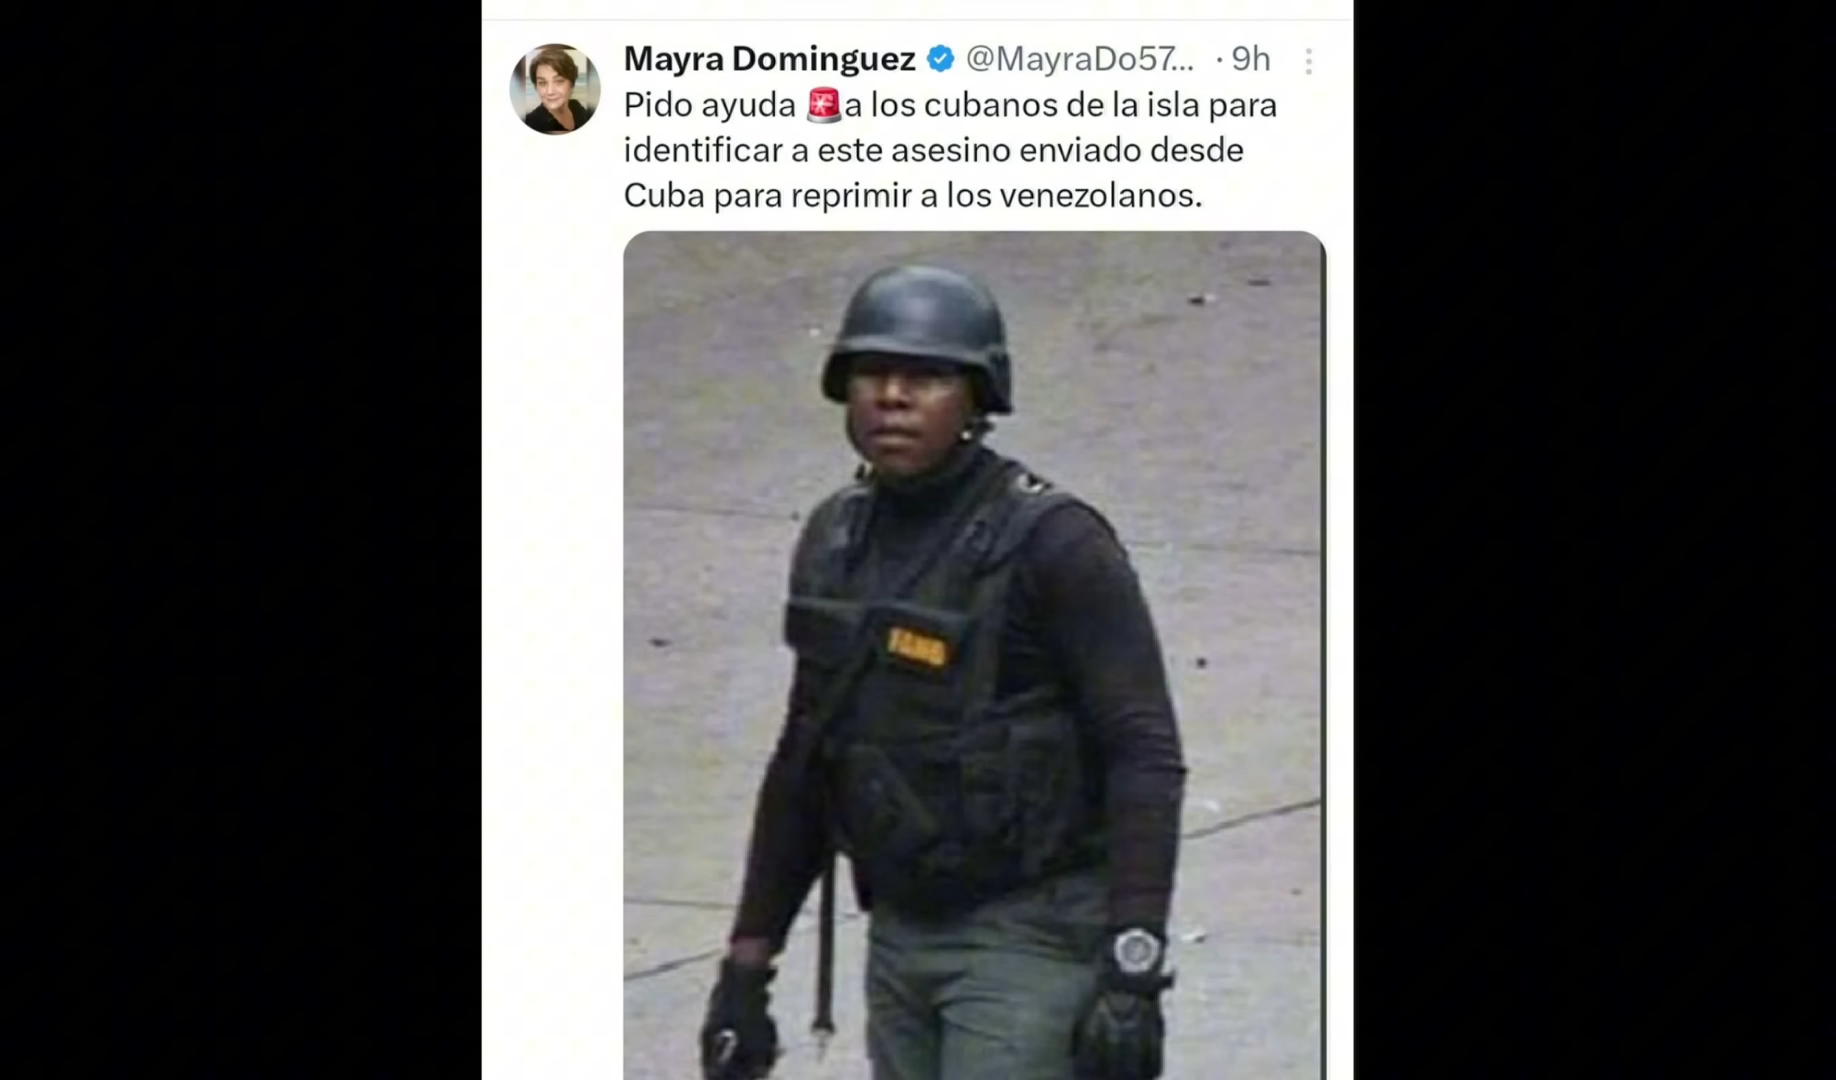 Mayra Dominguez @MayraDo57... · 9h
Pido ayuda 🚨a los cubanos de la isla para
identificar a este asesino enviado desde
Cuba para reprimir a los venezolanos.